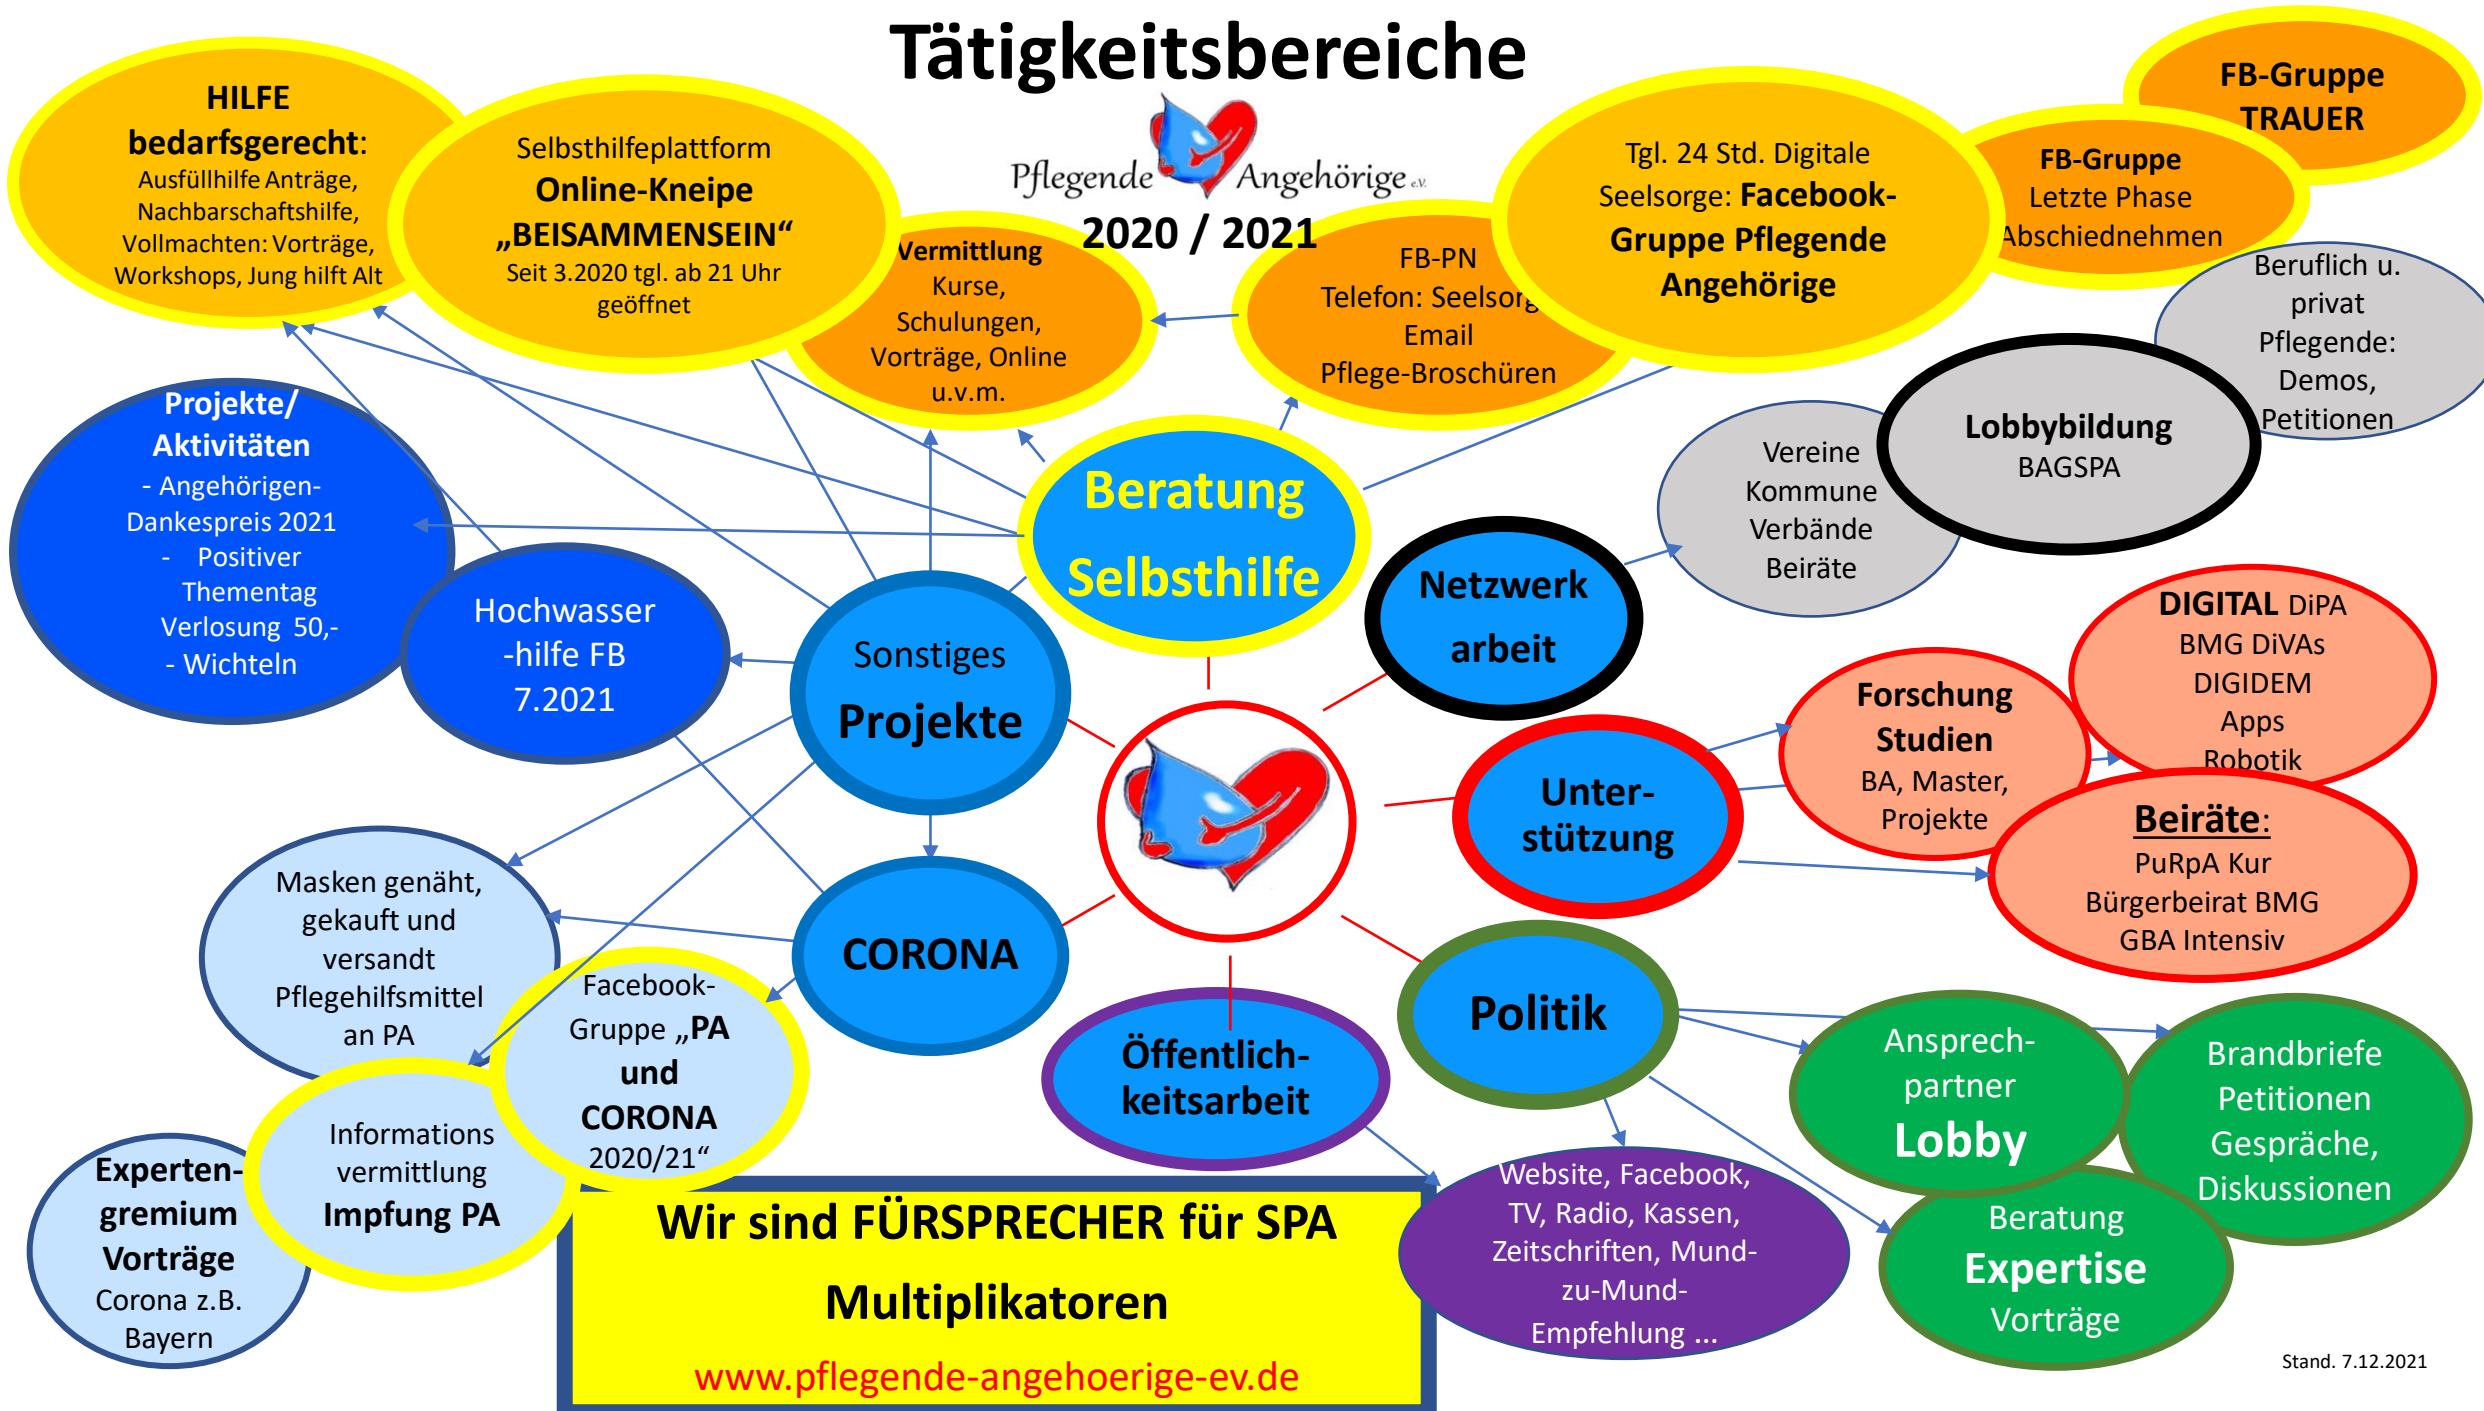 Tätigkeitsbereiche
Pflegende Angehörige e.V.
2020 / 2021
HILFE
bedarfsgerecht:
Ausfüllhilfe Anträge,
Nachbarschaftshilfe,
Vollmachten: Vorträge,
Workshops, Jung hilft Alt
Selbsthilfeplattform
Online-Kneipe
„BEISAMMENSEIN“
Seit 3.2020 tgl. ab 21 Uhr
geöffnet
Vermittlung
Kurse,
Schulungen,
Vorträge, Online
u.v.m.
FB-PN
Telefon: Seelsorg
Email
Pflege-Broschüren
Tgl. 24 Std. Digitale
Seelsorge: Facebook-
Gruppe Pflegende
Angehörige
FB-Gruppe
Letzte Phase
Abschiednehmen
FB-Gruppe
TRAUER
Beruflich u.
privat
Pflegende:
Demos,
Petitionen
Lobbybildung
BAGSPA
Vereine
Kommune
Verbände
Beiräte
Projekte/
Aktivitäten
- Angehörigen-
Dankespreis 2021
- Positiver
Thementag
Verlosung 50,-
- Wichteln
Hochwasser
-hilfe FB
7.2021
Beratung
Selbsthilfe
Netzwerk
arbeit
Sonstiges
Projekte
Unter-
stützung
Forschung
Studien
BA, Master,
Projekte
DIGITAL DiPA
BMG DiVAs
DIGIDEM
Apps
Robotik
Beiräte:
PuRpA Kur
Bürgerbeirat BMG
GBA Intensiv
CORONA
Politik
Öffentlich-
keitsarbeit
Masken genäht,
gekauft und
versandt
Pflegehilfsmittel
an PA
Facebook-
Gruppe „PA
und
CORONA
2020/21“
Informations
vermittlung
Impfung PA
Experten-
gremium
Vorträge
Corona z.B.
Bayern
Ansprech-
partner
Lobby
Brandbriefe
Petitionen
Gespräche,
Diskussionen
Beratung
Expertise
Vorträge
Website, Facebook,
TV, Radio, Kassen,
Zeitschriften, Mund-
zu-Mund-
Empfehlung ...
Wir sind FÜRSPRECHER für SPA
Multiplikatoren
www.pflegende-angehoerige-ev.de
Stand. 7.12.2021